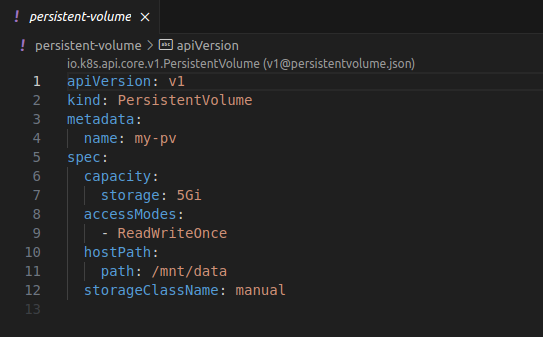 ! persistent-volume ×
! persistent-volume > abc apiVersion
io.k8s.api.core.v1.PersistentVolume (v1@persistentvolume.json)
1 apiVersion: v1
2 kind: PersistentVolume
3 metadata:
4   name: my-pv
5 spec:
6   capacity:
7     storage: 5Gi
8   accessModes:
9     - ReadWriteOnce
10   hostPath:
11     path: /mnt/data
12   storageClassName: manual
13